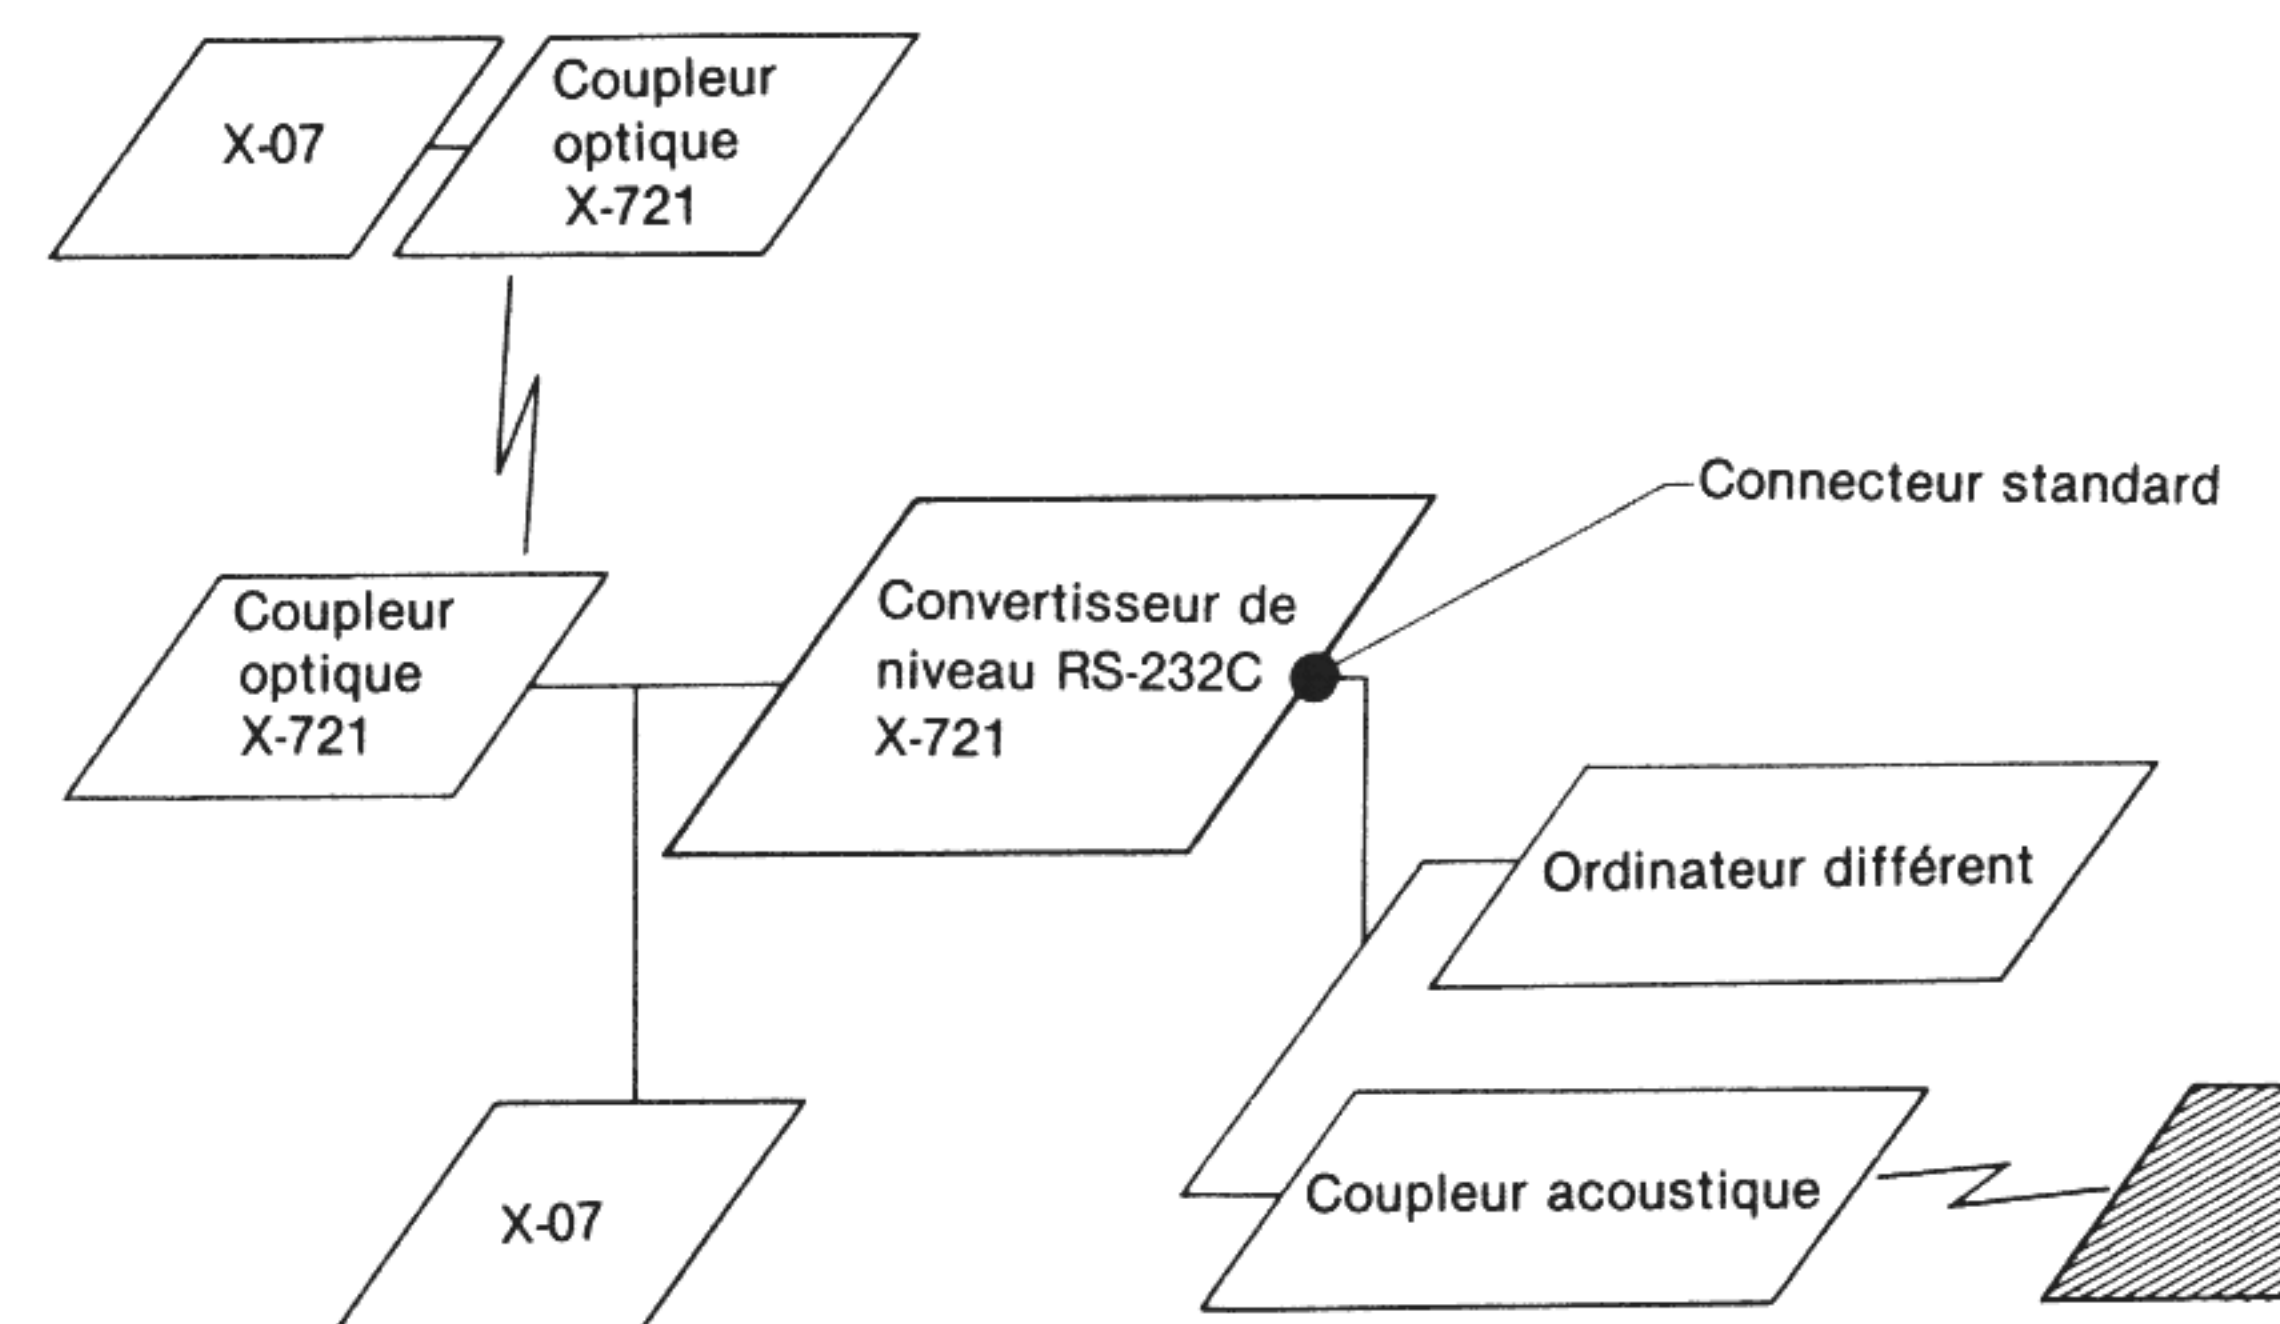 X-07
Coupleur
optique
X-721
Connecteur standard
Coupleur
optique
X-721
Convertisseur de
niveau RS-232C
X-721
Ordinateur différent
Coupleur acoustique
X-07